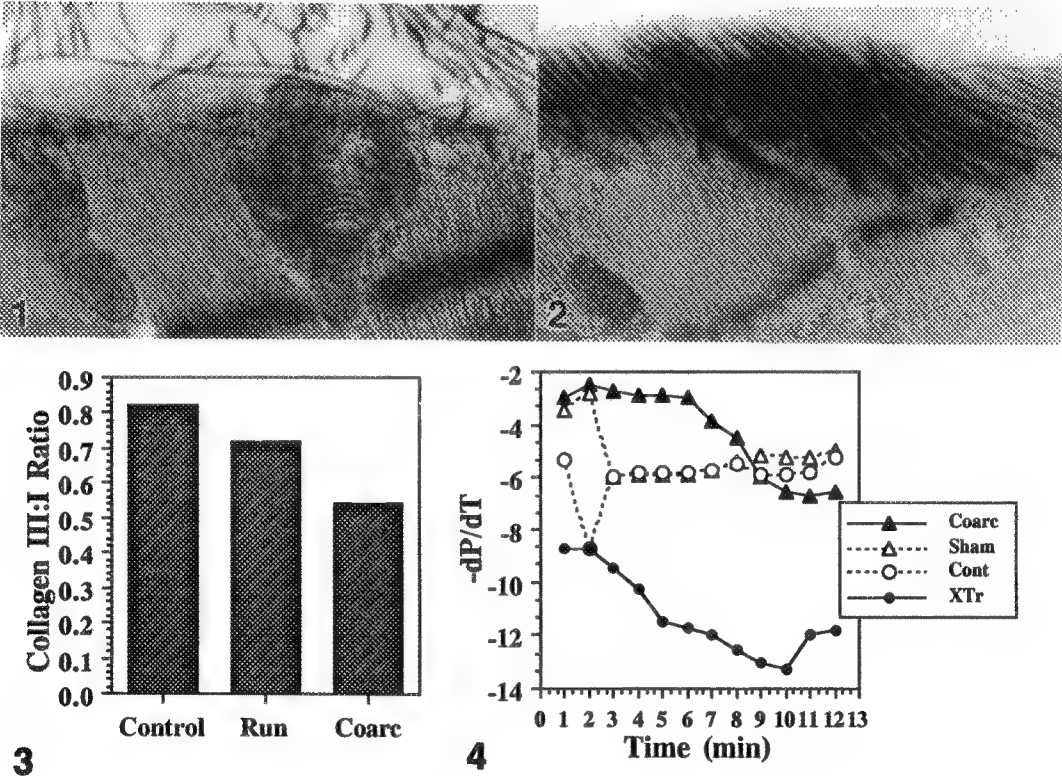 1
2
Collagen III:I Ratio
0.9
0.8
0.7
0.6
0.5
0.4
0.3
0.2
0.1
0.0
Control Run Coarc
3
-dP/dT
-2
-4
-6
-8
-10
-12
-14
0 1 2 3 4 5 6 7 8 9 10 11 12 13
Time (min)
Coarc
Sham
Cont
XTr
4